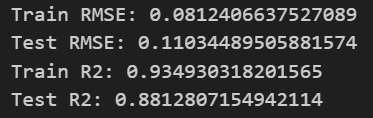 Train RMSE: 0.0812406637527089
Test RMSE: 0.11034489505881574
Train R2: 0.934930318201565
Test R2: 0.8812807154942114